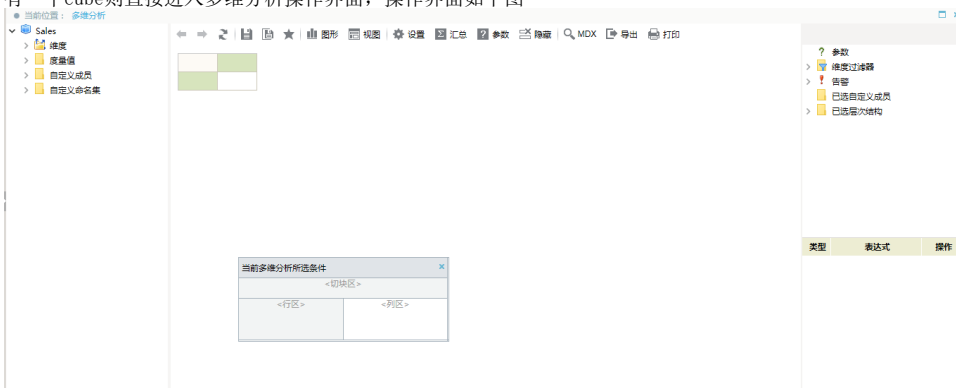 有一个cube则直接进入多维分析操作界面，操作界面如下图
当前位置： 多维分析
Sales
维度
度量值
自定义成员
自定义命名集
图形 视图 设置 汇总 参数 隐藏 MDX 导出 打印
参数
维度过滤器
告警
已选自定义成员
已选层次结构
类型 表达式 操作
当前多维分析所选条件
<切块区>
<行区> <列区>